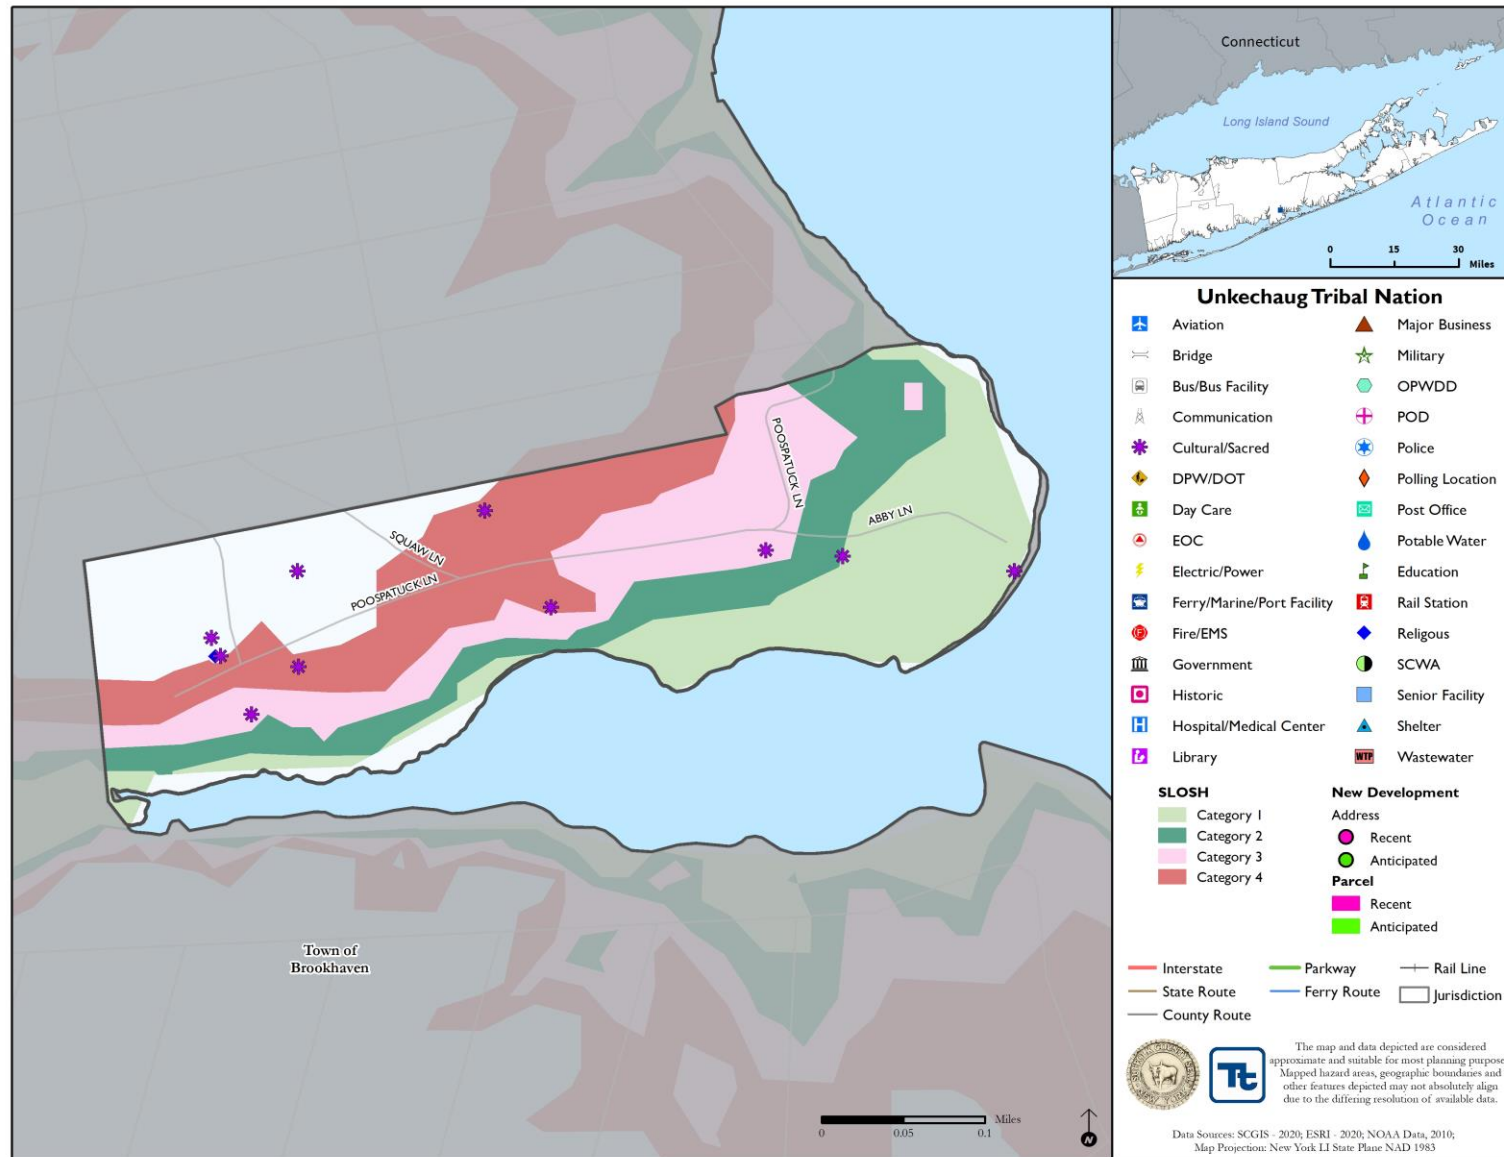 Connecticut
Long Island Sound
Atlantic
Ocean
0 15 30
Miles
POOSPATUCK LN
ABBY LN
SQUAW LN
POOSPATUCK LN
Town of
Brookhaven
Miles
0 0.05 0.1
N
Unkechaug Tribal Nation
Aviation
Bridge
Bus/Bus Facility
Communication
Cultural/Sacred
DPW/DOT
Day Care
EOC
Electric/Power
Ferry/Marine/Port Facility
Fire/EMS
Government
Historic
Hospital/Medical Center
Library
Major Business
Military
OPWDD
POD
Police
Polling Location
Post Office
Potable Water
Education
Rail Station
Religous
SCWA
Senior Facility
Shelter
WTP Wastewater
SLOSH
Category 1
Category 2
Category 3
Category 4
New Development
Address
Recent
Anticipated
Parcel
Recent
Anticipated
Interstate
State Route
County Route
Parkway
Ferry Route
Rail Line
Jurisdiction
Tt
The map and data depicted are considered
approximate and suitable for most planning purpose
Mapped hazard areas, geographic boundaries and
other features depicted may not absolutely align
due to the differing resolution of available data.
Data Sources: SCGIS - 2020; ESRI - 2020; NOAA Data, 2010;
Map Projection: New York LI State Plane NAD 1983